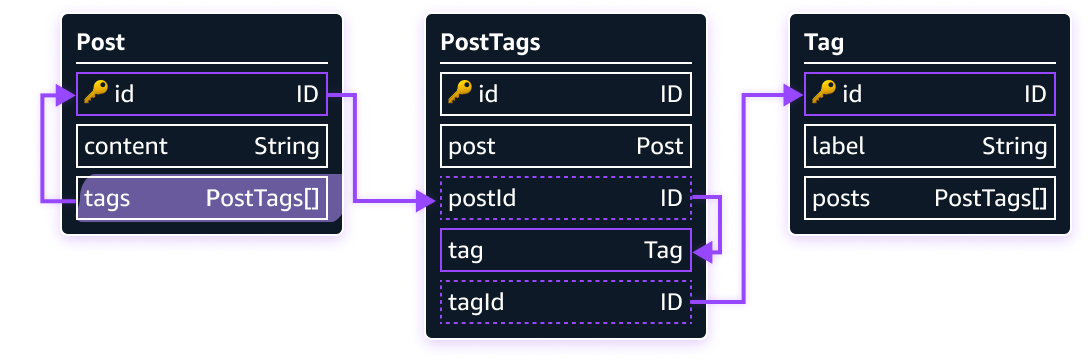 Post
🔑 id ID
content String
tags PostTags[]
PostTags
🔑 id ID
post Post
postId ID
tag Tag
tagId ID
Tag
🔑 id ID
label String
posts PostTags[]